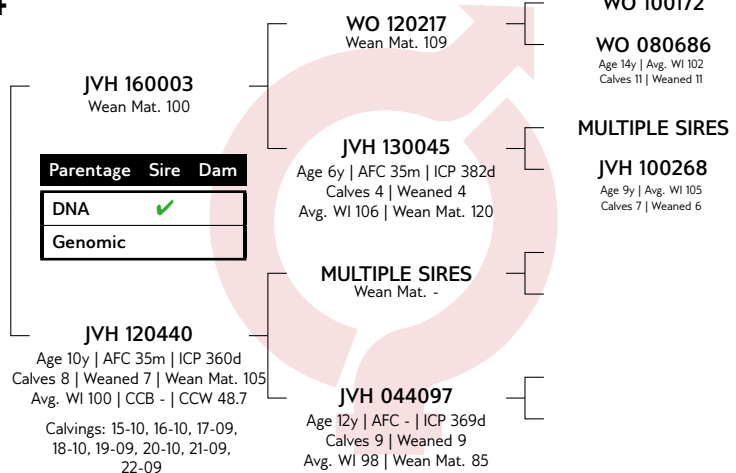 WO 100172
WO 120217
Wean Mat. 109
WO 080686
Age 14y | Avg. WI 102
Calves 11 | Weaned 11
JVH 160003
Wean Mat. 100
MULTIPLE SIRES
JVH 130045
Age 6y | AFC 35m | ICP 382d
Calves 4 | Weaned 4
Avg. WI 106 | Wean Mat. 120
JVH 100268
Age 9y | Avg. WI 105
Calves 7 | Weaned 6
Parentage Sire Dam
DNA ✔
Genomic
MULTIPLE SIRES
Wean Mat. -
JVH 120440
Age 10y | AFC 35m | ICP 360d
Calves 8 | Weaned 7 | Wean Mat. 105
Avg. WI 100 | CCB - | CCW 48.7
Calvings: 15-10, 16-10, 17-09,
18-10, 19-09, 20-10, 21-09,
22-09
JVH 044097
Age 12y | AFC - | ICP 369d
Calves 9 | Weaned 9
Avg. WI 98 | Wean Mat. 85